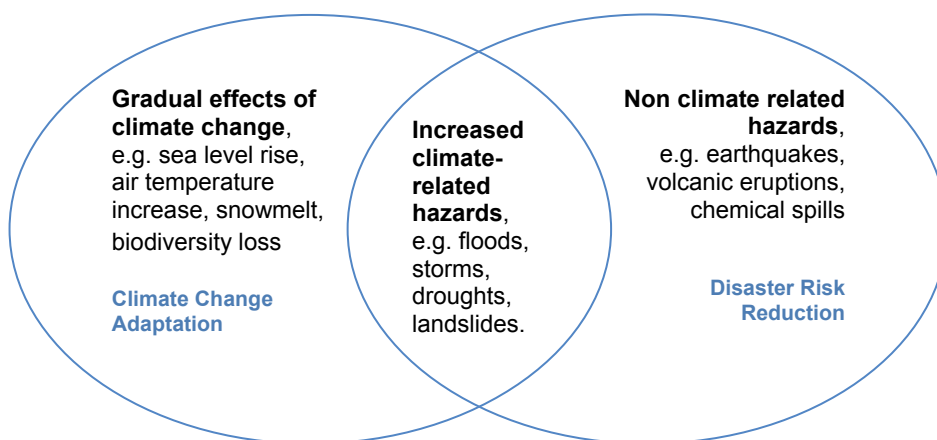 Gradual effects of
climate change,
e.g. sea level rise,
air temperature
increase, snowmelt,
biodiversity loss
Climate Change
Adaptation
Increased
climate-
related
hazards,
e.g. floods,
storms,
droughts,
landslides.
Non climate related
hazards,
e.g. earthquakes,
volcanic eruptions,
chemical spills
Disaster Risk
Reduction